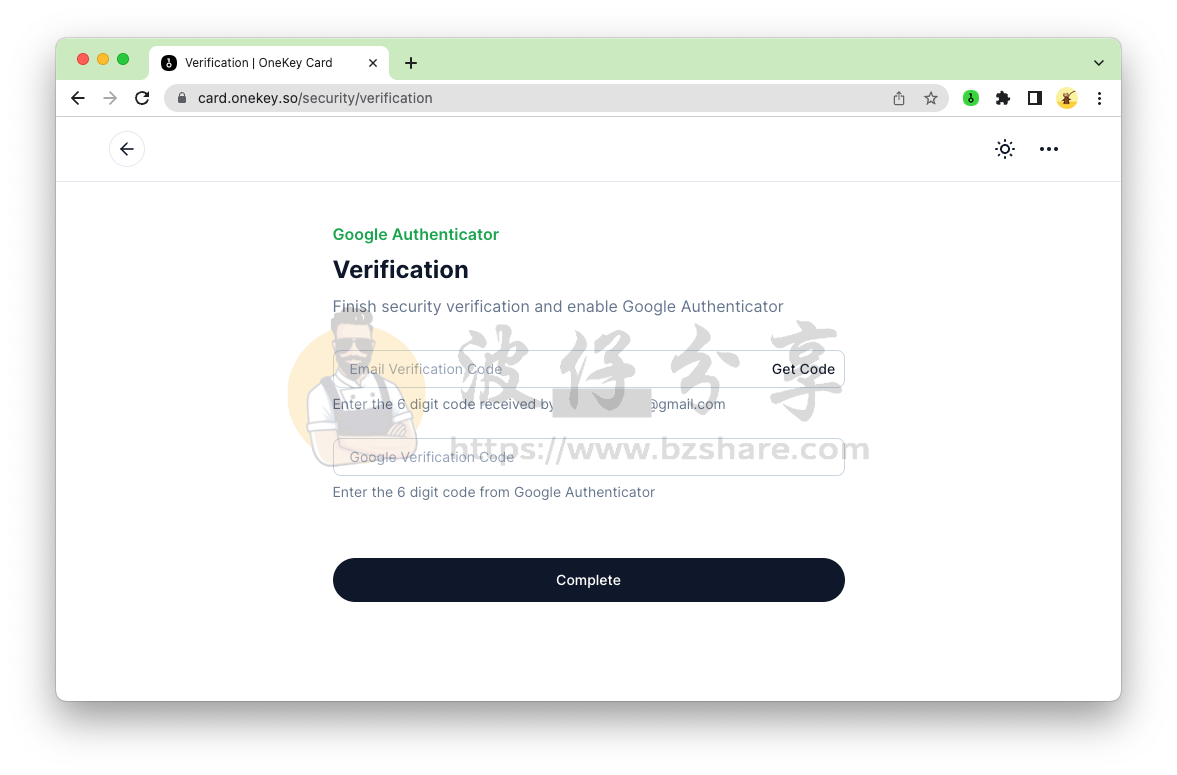 Verification | OneKey Card
card.onekey.so/security/verification
Google Authenticator
Verification
Finish security verification and enable Google Authenticator
波仔分享
Email Verification Code
Get Code
Enter the 6 digit code received by @gmail.com
https://www.bzshare.com
Google Verification Code
Enter the 6 digit code from Google Authenticator
Complete